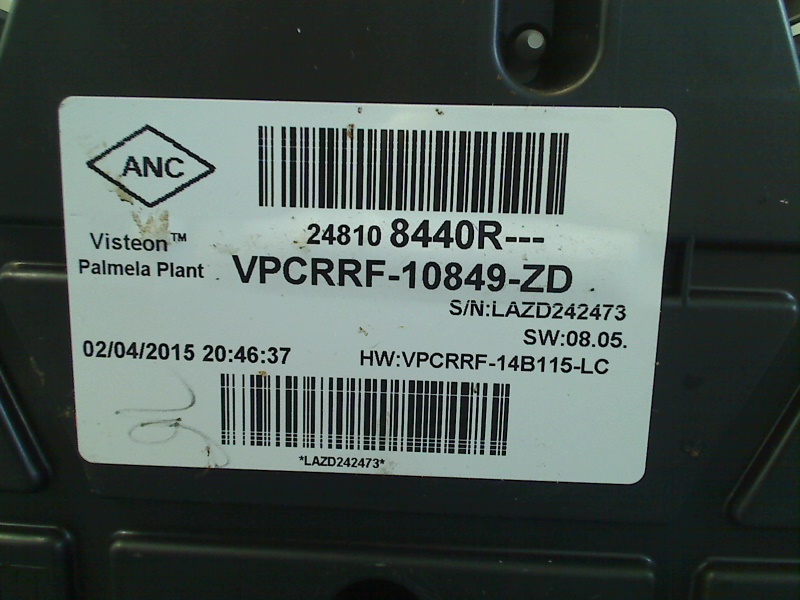 ANC
24810 8440R---
Visteon™
Palmela Plant
VPCRRF-10849-ZD
S/N:LAZD242473
SW:08.05.
02/04/2015 20:46:37
HW:VPCRRF-14B115-LC
*LAZD242473*